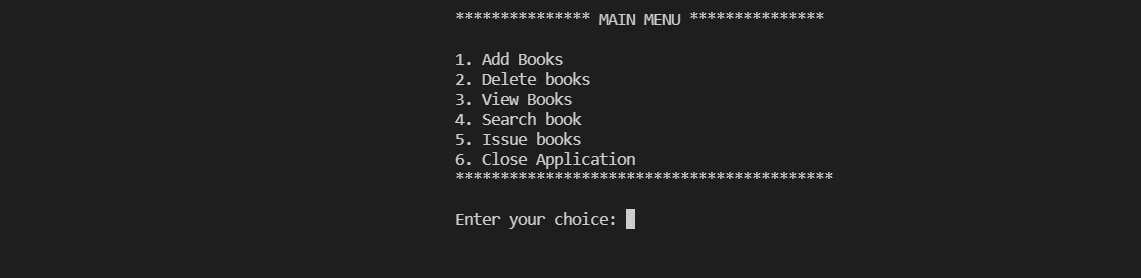 *************** MAIN MENU ***************
1. Add Books
2. Delete books
3. View Books
4. Search book
5. Issue books
6. Close Application
******************************************
Enter your choice: